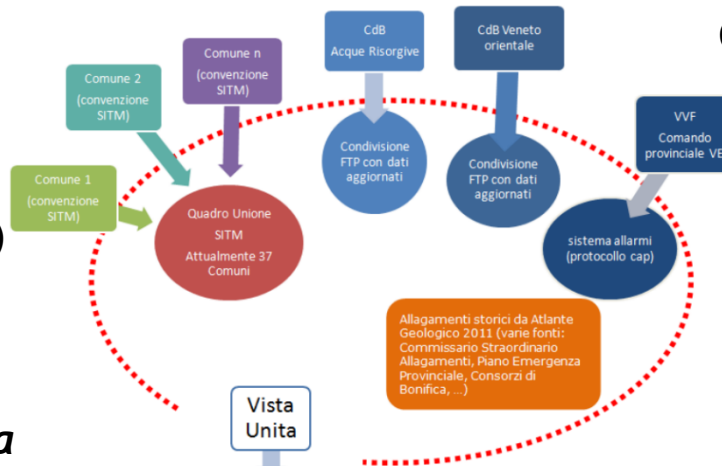 CdB
Acque Risorgive
CdB Veneto
orientale
Comune n
(convenzione
SITM)
Comune 2
(convenzione
SITM)
VVF
Comando
provinciale VE
Comune 1
(convenzione
SITM)
Condivisione
FTP con dati
aggiornati
Condivisione
FTP con dati
aggiornati
Quadro Unione
SITM
Attualmente 37
Comuni
sistema allarmi
(protocollo cap)
)
Allagamenti storici da Atlante
Geologico 2011 (varie fonti:
Commissario Straordinario
Allagamenti, Piano Emergenza
Provinciale, Consorzi di
Bonifica, ...)
Vista
Unita
a